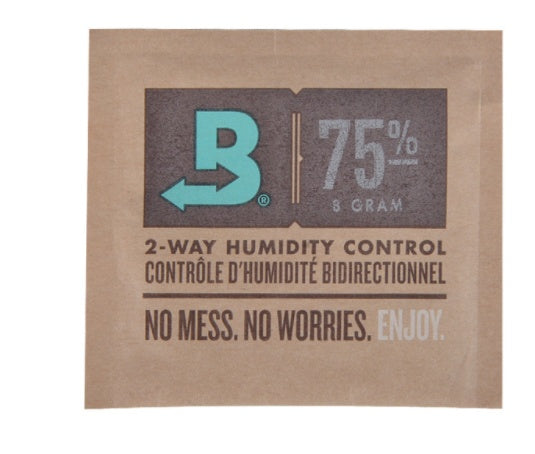 B®
75%
8 GRAM
2-WAY HUMIDITY CONTROL
CONTRÔLE D'HUMIDITÉ BIDIRECTIONNEL
NO MESS. NO WORRIES. ENJOY.